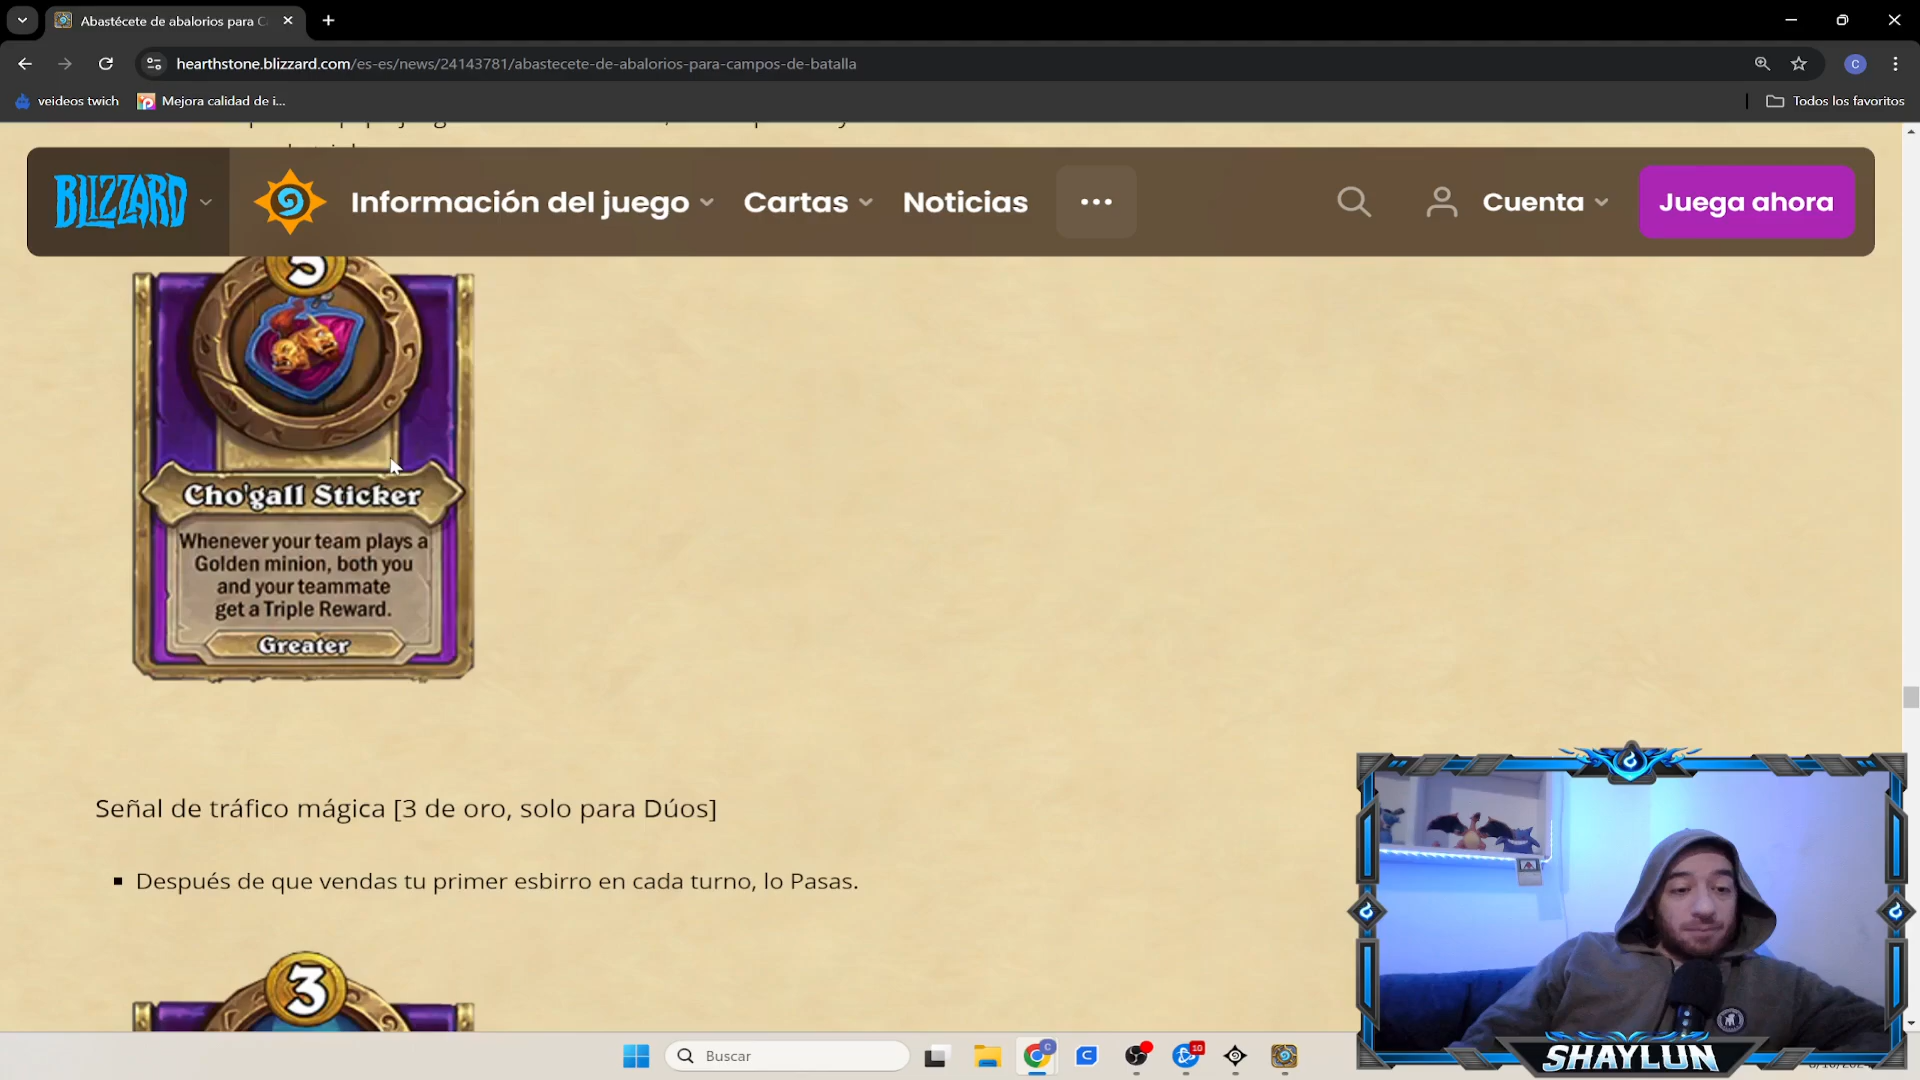 Abastécete de abalorios para C
hearthstone.blizzard.com/es-es/news/24143781/abastecete-de-abalorios-para-campos-de-batalla
C
veideos twich
Mejora calidad de i...
Todos los favoritos
BLIZZARD
Información del juego
Cartas
Noticias
Cuenta
Juega ahora
Cho'gall Sticker
Whenever your team plays a
Golden minion, both you
and your teammate
get a Triple Reward.
Greater
Señal de tráfico mágica [3 de oro, solo para Dúos]
Después de que vendas tu primer esbirro en cada turno, lo Pasas.
3
Buscar
C
C
10
SHAYLUN